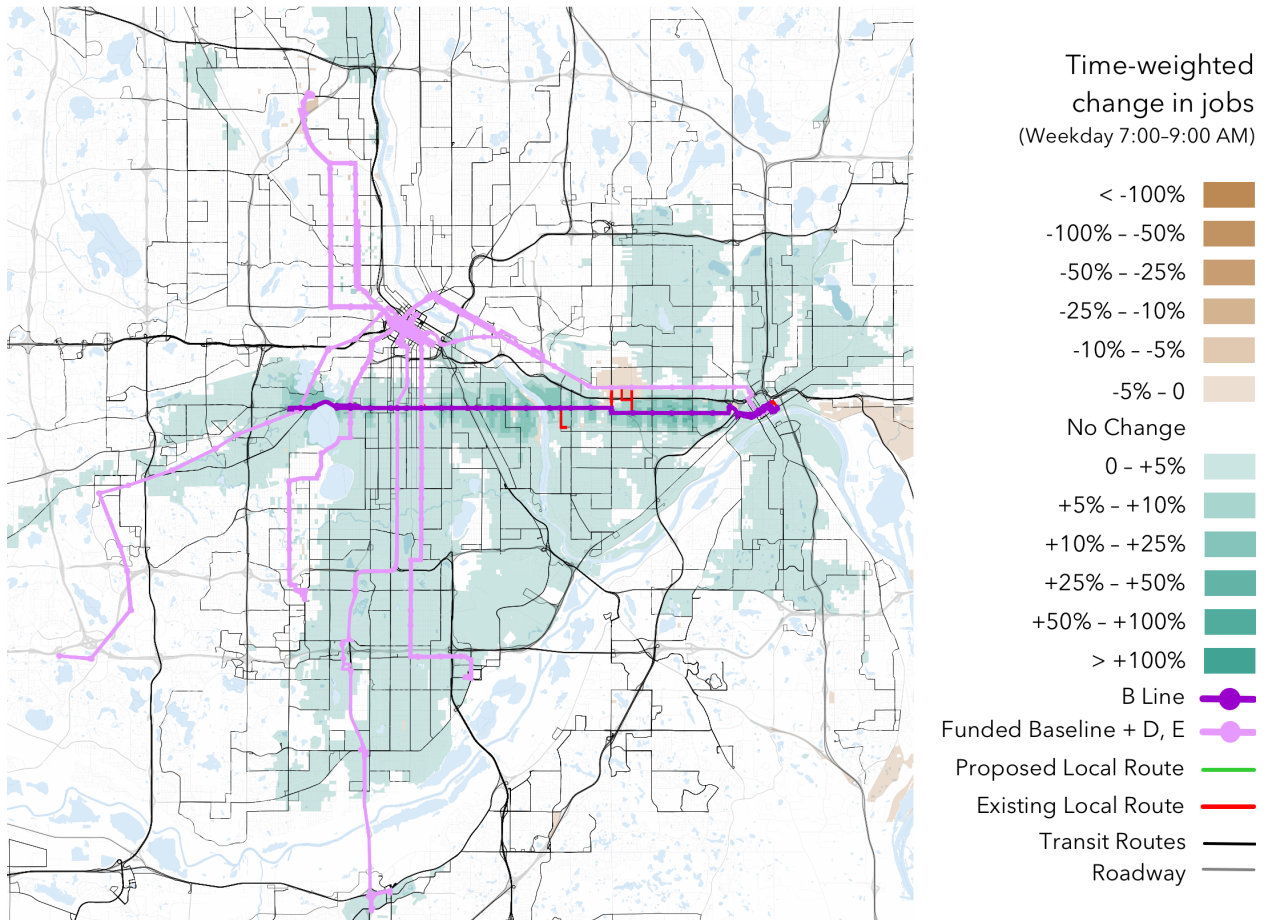 Time-weighted
change in jobs
(Weekday 7:00–9:00 AM)
< -100%
-100% – -50%
-50% – -25%
-25% – -10%
-10% – -5%
-5% – 0
No Change
0 – +5%
+5% – +10%
+10% – +25%
+25% – +50%
+50% – +100%
> +100%
B Line
Funded Baseline + D, E
Proposed Local Route
Existing Local Route
Transit Routes
Roadway